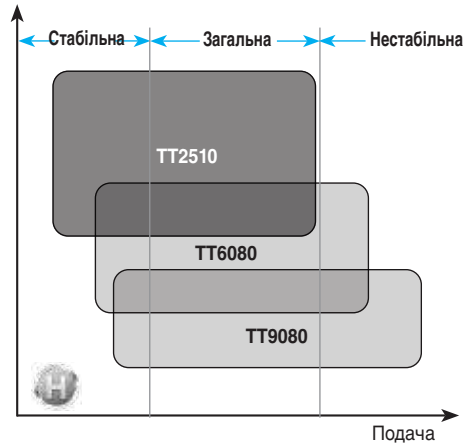 Стабільна Загальна Нестабільна
TT2510
TT6080
TT9080
H
Подача